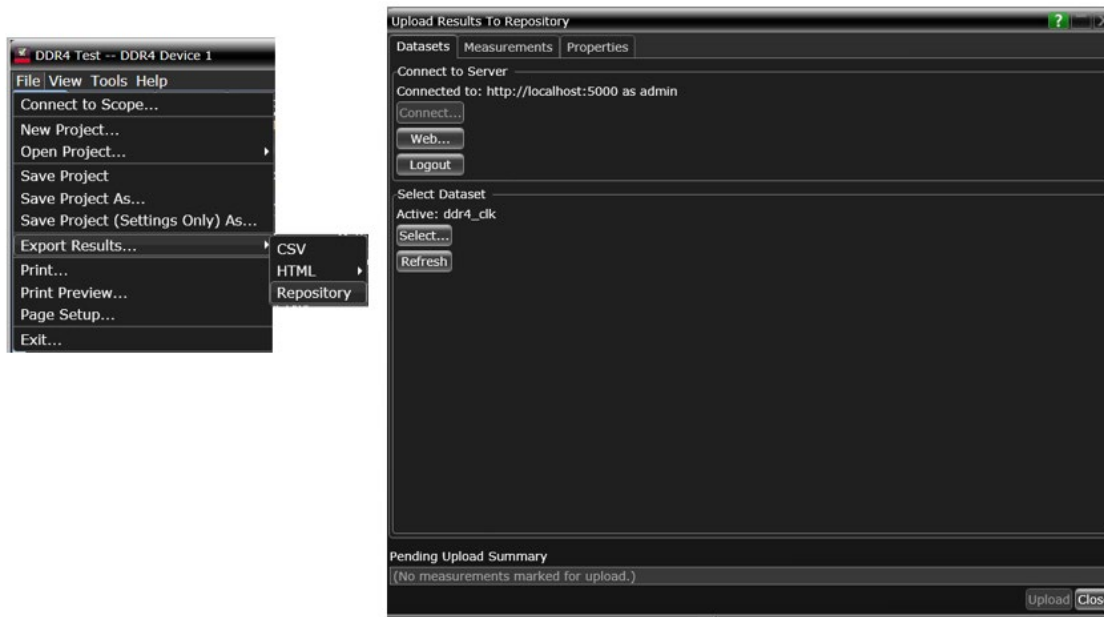 DDR4 Test -- DDR4 Device 1
File View Tools Help
Connect to Scope...
New Project...
Open Project...
Save Project
Save Project As...
Save Project (Settings Only) As...
Export Results...
Print...
Print Preview...
Page Setup...
Exit...
CSV
HTML
Repository
Upload Results To Repository
?
Datasets Measurements Properties
Connect to Server
Connected to: http://localhost:5000 as admin
Connect...
Web...
Logout
Select Dataset
Active: ddr4_clk
Select...
Refresh
Pending Upload Summary
(No measurements marked for upload.)
Upload Clos